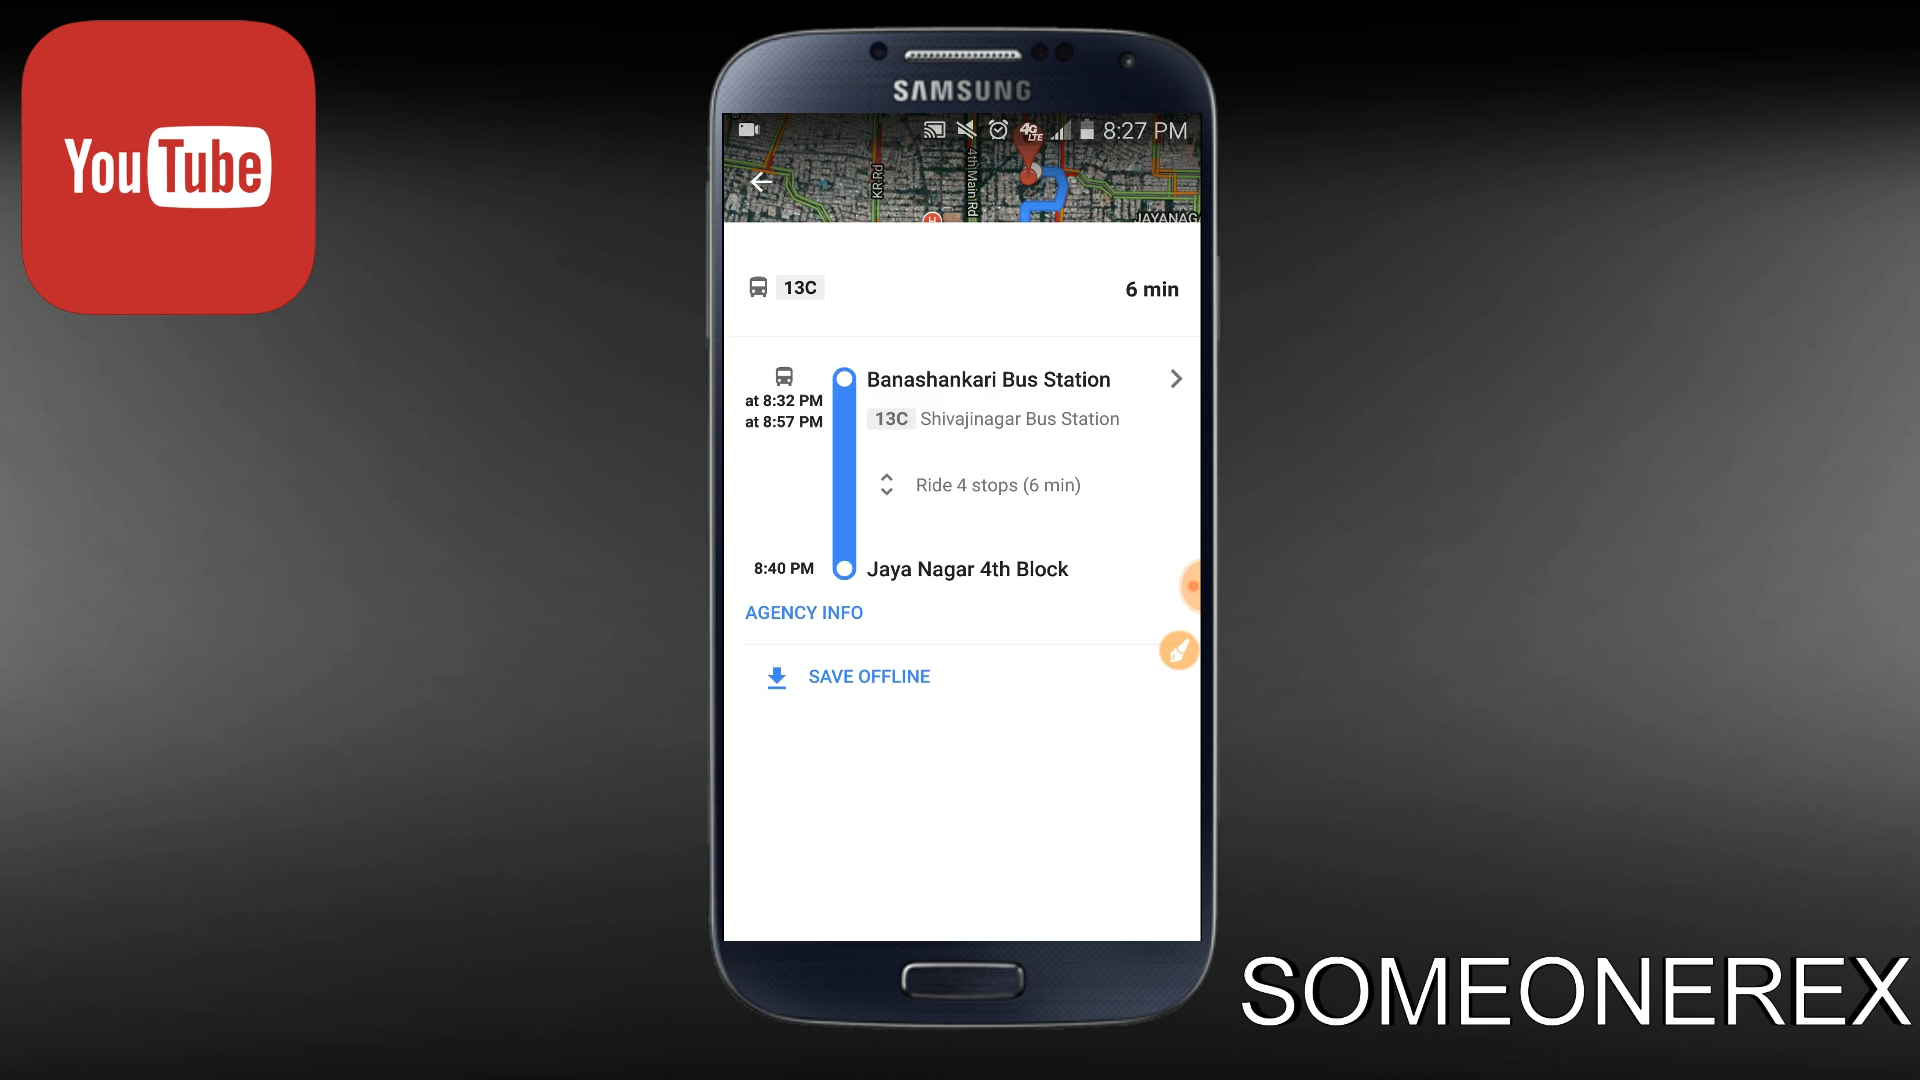 YouTube
SAMSUNG
4G LTE 8:27 PM
KR Rd
4th Main Rd
H
JAYANAG
13C
6 min
Banashankari Bus Station
at 8:32 PM
at 8:57 PM
13C Shivajinagar Bus Station
Ride 4 stops (6 min)
8:40 PM
Jaya Nagar 4th Block
AGENCY INFO
SAVE OFFLINE
SOMEONEREX